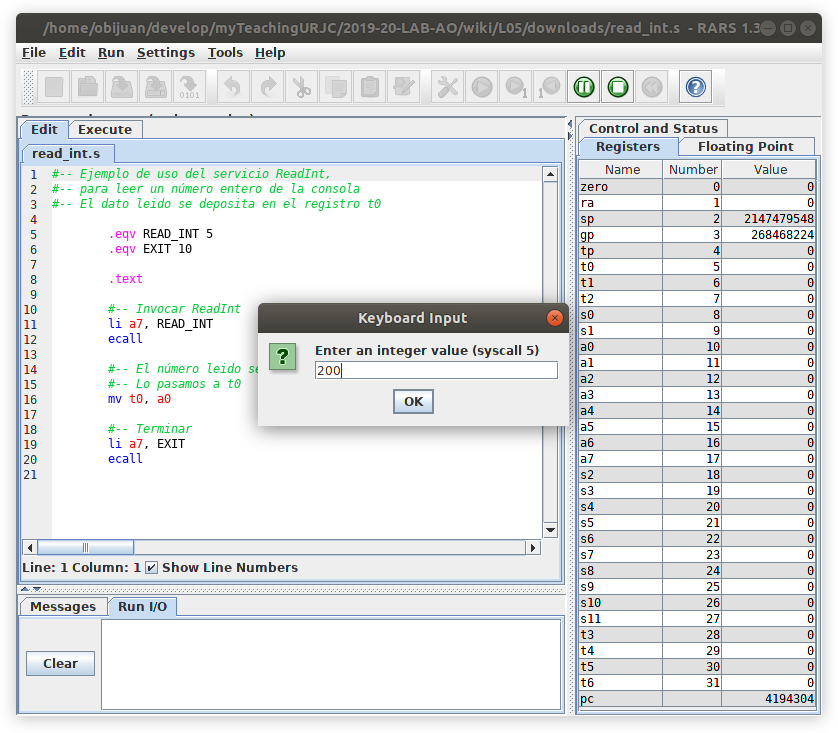 /home/obijuan/develop/myTeachingURJC/2019-20-LAB-AO/wiki/L05/downloads/read_int.s - RARS 1.3
File Edit Run Settings Tools Help
Edit Execute
read_int.s
1 #-- Ejemplo de uso del servicio ReadInt,
2 #-- para leer un número entero de la consola
3 #-- El dato leido se deposita en el registro t0
4
5 .eqv READ_INT 5
6 .eqv EXIT 10
7
8 .text
9
10 #-- Invocar ReadInt
11 li a7, READ_INT
12 ecall
13
14 #-- El número leido se
15 #-- Lo pasamos a t0
16 mv t0, a0
17
18 #-- Terminar
19 li a7, EXIT
20 ecall
21
Line: 1 Column: 1 Show Line Numbers
Keyboard Input
?
Enter an integer value (syscall 5)
200
OK
Messages Run I/O
Clear
Control and Status
Registers Floating Point
Name Number Value
zero 0 0
ra 1 0
sp 2 2147479548
gp 3 268468224
tp 4 0
t0 5 0
t1 6 0
t2 7 0
s0 8 0
s1 9 0
a0 10 0
a1 11 0
a2 12 0
a3 13 0
a4 14 0
a5 15 0
a6 16 0
a7 17 0
s2 18 0
s3 19 0
s4 20 0
s5 21 0
s6 22 0
s7 23 0
s8 24 0
s9 25 0
s10 26 0
s11 27 0
t3 28 0
t4 29 0
t5 30 0
t6 31 0
pc 4194304